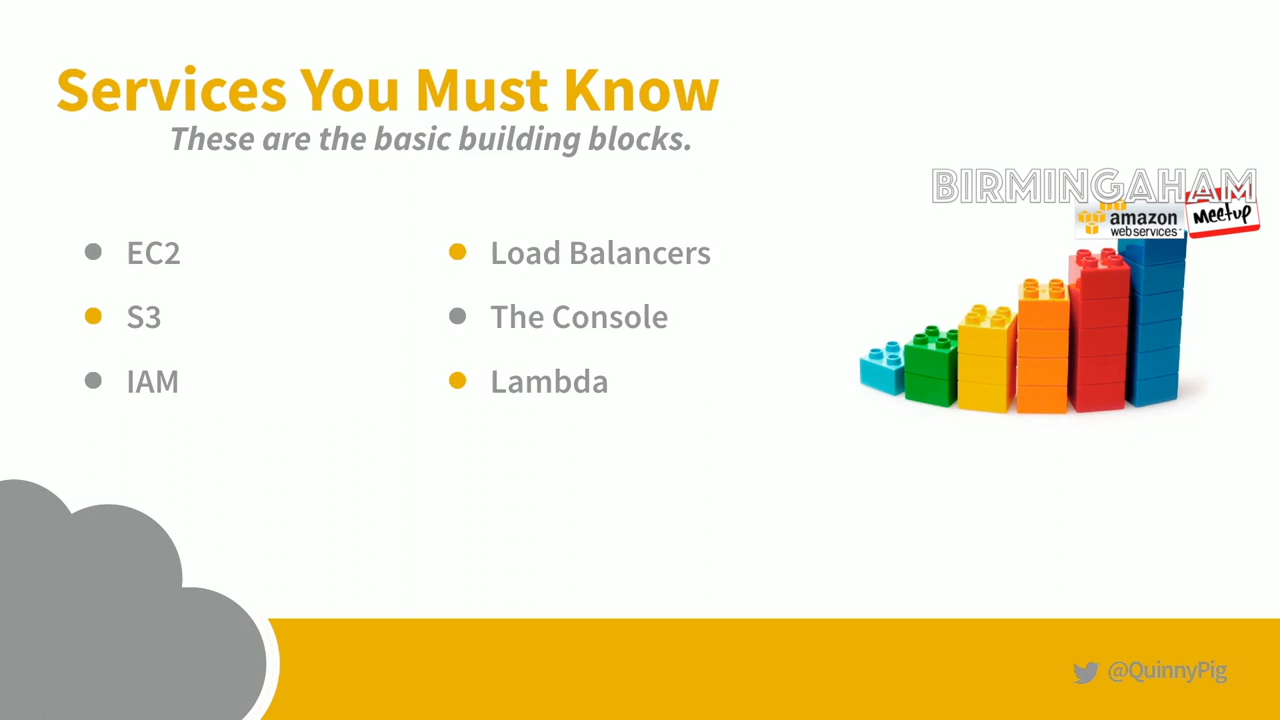 Services You Must Know
These are the basic building blocks.
BIRMINGAHAM
amazon
web services™
Meetup
EC2
S3
IAM
Load Balancers
The Console
Lambda
@QuinnyPig